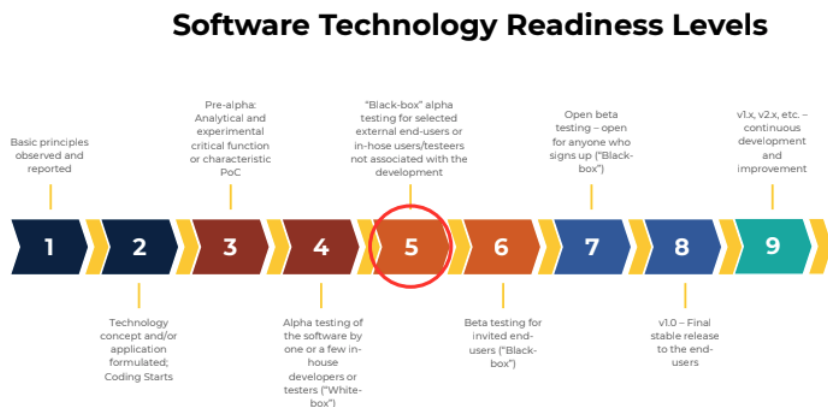 Software Technology Readiness Levels
Basic principles
observed and
reported
Pre-alpha:
Analytical and
experimental
critical function
or characteristic
PoC
"Black-box" alpha
testing for selected
external end-users or
in-hose users/testeers
not associated with the
development
Open beta
testing – open
for anyone who
signs up ("Black-
box")
v1.x, v2.x, etc. –
continuous
development
and
improvement
1
2
3
4
5
6
7
8
9
Technology
concept and/or
application
formulated;
Coding Starts
Alpha testing of
the software by
one or a few in-
house
developers or
testers ("White-
box")
Beta testing for
invited end-
users ("Black-
box")
v1.0 – Final
stable release
to the end-
users